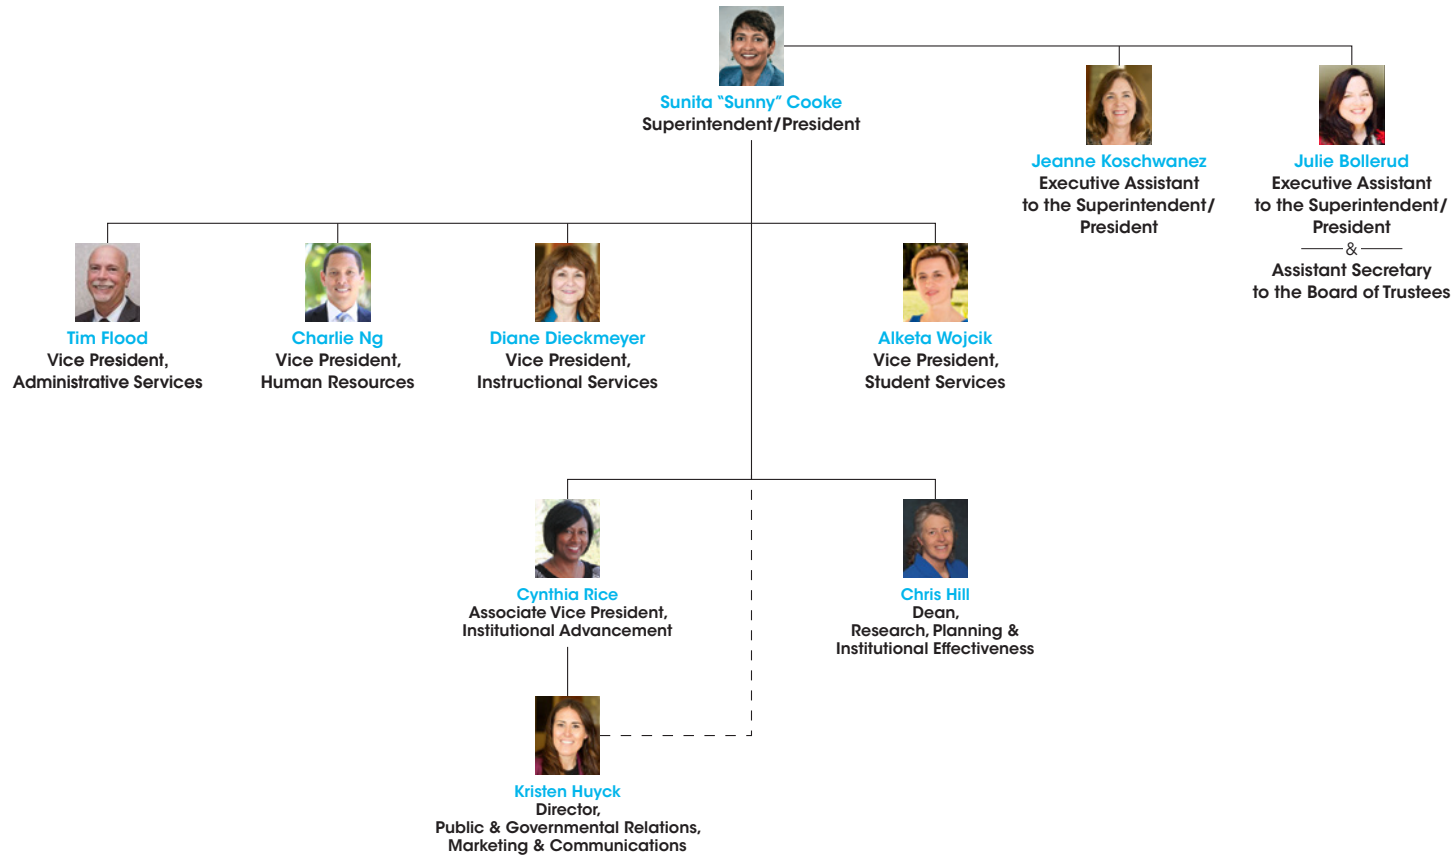 Sunita “Sunny” Cooke
Superintendent/President
Jeanne Koschwanez
Executive Assistant
to the Superintendent/
President
Julie Bollerud
Executive Assistant
to the Superintendent/
President
&
Assistant Secretary
to the Board of Trustees
Tim Flood
Vice President,
Administrative Services
Charlie Ng
Vice President,
Human Resources
Diane Dieckmeyer
Vice President,
Instructional Services
Alketa Wojcik
Vice President,
Student Services
Cynthia Rice
Associate Vice President,
Institutional Advancement
Chris Hill
Dean,
Research, Planning &
Institutional Effectiveness
Kristen Huyck
Director,
Public & Governmental Relations,
Marketing & Communications